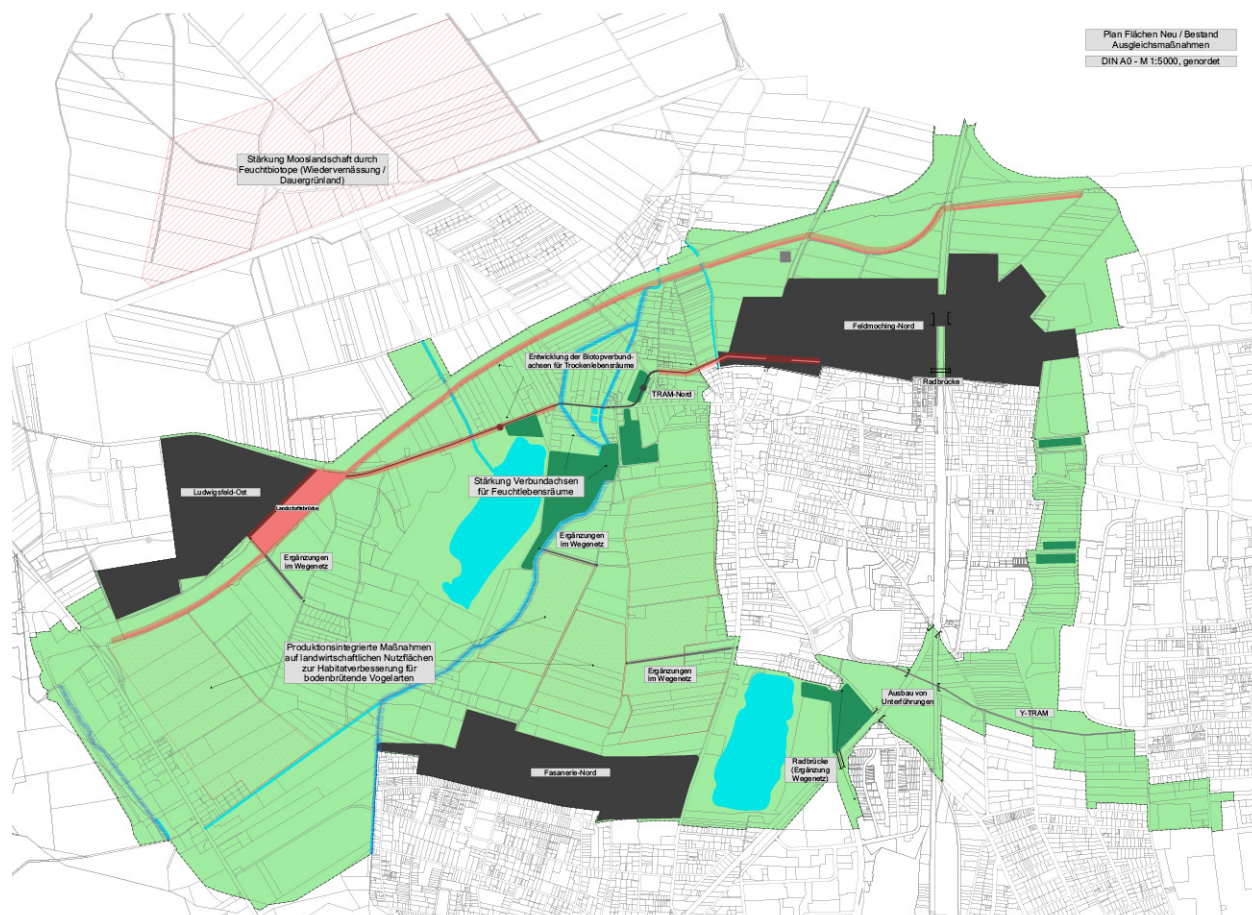 Plan Flächen Neu / Bestand
Ausgleichsmaßnahmen
DIN A0 - M 1:5000, genordet
Stärkung Mooslandschaft durch
Feuchtbiotope (Wiedervernässung /
Dauergrünland)
Feldmoching-Nord
Entwicklung der Biotopverbund-
achsen für Trockenlebensräume
Radbrücke
TRAM-Nord
Stärkung Verbundachsen
für Feuchtlebensräume
Ludwigsfeld-Ost
Landschaftsbrücke
Ergänzungen
im Wegenetz
Ergänzungen
im Wegenetz
Produktionsintegrierte Maßnahmen
auf landwirtschaftlichen Nutzflächen
zur Habitatverbesserung für
bodenbrütende Vogelarten
Ergänzungen
im Wegenetz
Ausbau von
Unterführungen
Y-TRAM
Radbrücke
(Ergänzung
Wegenetz)
Fasanerie-Nord